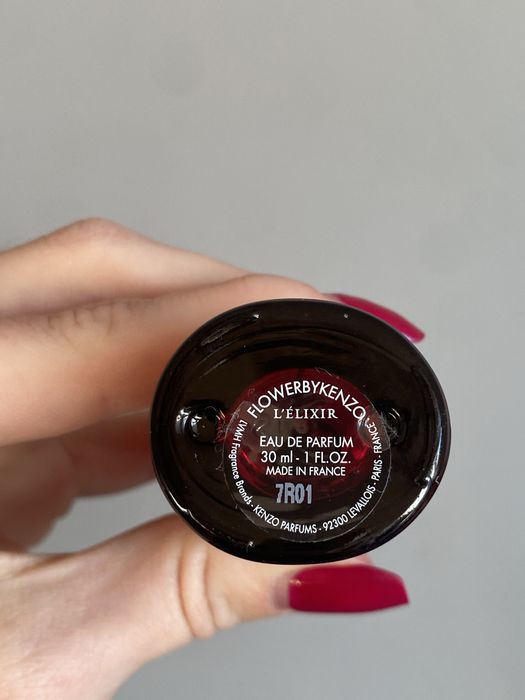 FLOWERBYKENZO
L'ÉLIXIR
EAU DE PARFUM
30 ml - 1 FL.OZ.
MADE IN FRANCE
7R01
LVMH Fragrance Brands - KENZO PARFUMS - 92300 LEVALLOIS - PARIS - FRANCE